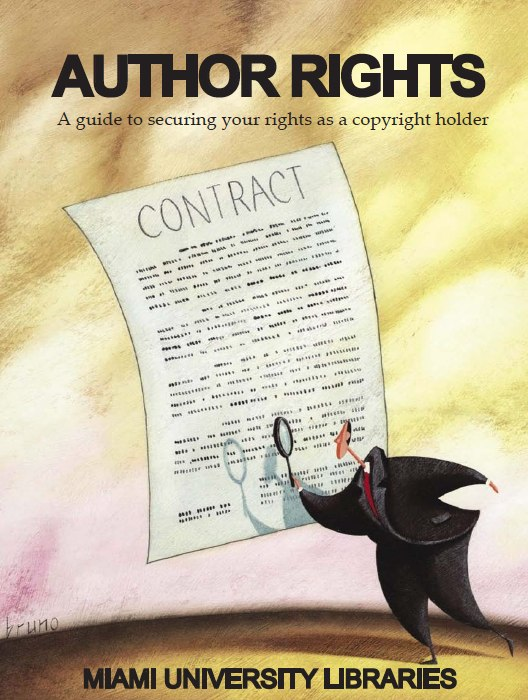 AUTHOR RIGHTS
A guide to securing your rights as a copyright holder
CONTRACT
bruno
MIAMI UNIVERSITY LIBRARIES